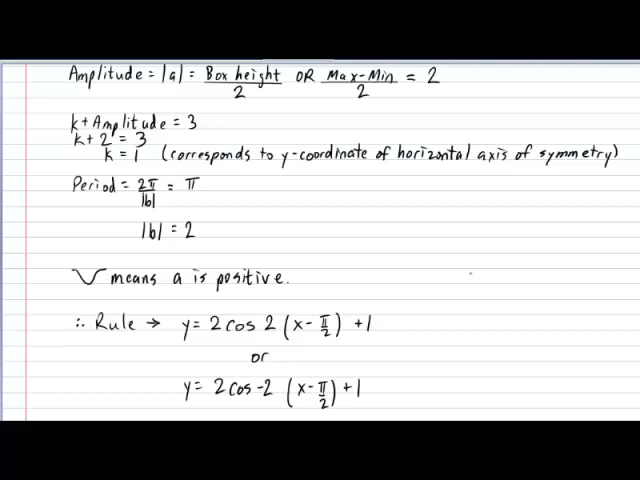 Amplitude = |a| = Box height/2 OR Max-Min/2 = 2
k + Amplitude = 3
k + 2 = 3
k = 1 (corresponds to y-coordinate of horizontal axis of symmetry)
Period = 2π/|b| = π
|b| = 2
means a is positive.
∴ Rule → y = 2 cos 2 (x - π/2) + 1
or
y = 2 cos -2 (x - π/2) + 1